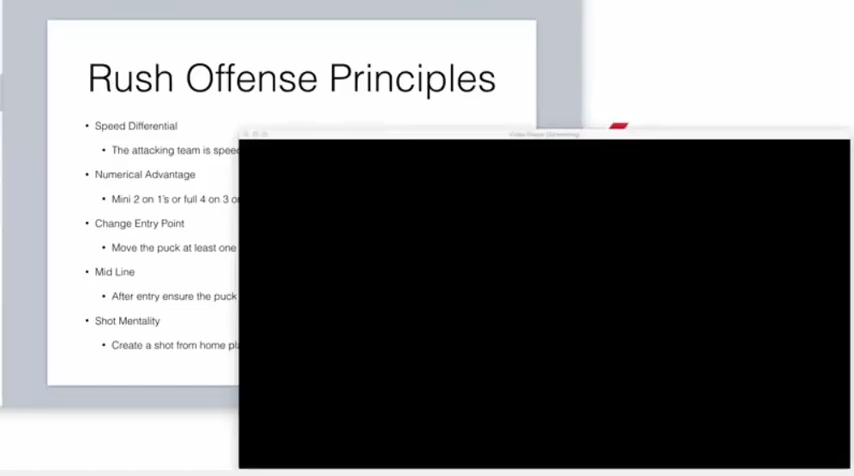 Rush Offense Principles
• Speed Differential
• The attacking team is speed
• Numerical Advantage
• Mini 2 on 1's or full 4 on 3 or
• Change Entry Point
• Move the puck at least one
• Mid Line
• After entry ensure the puck
• Shot Mentality
• Create a shot from home